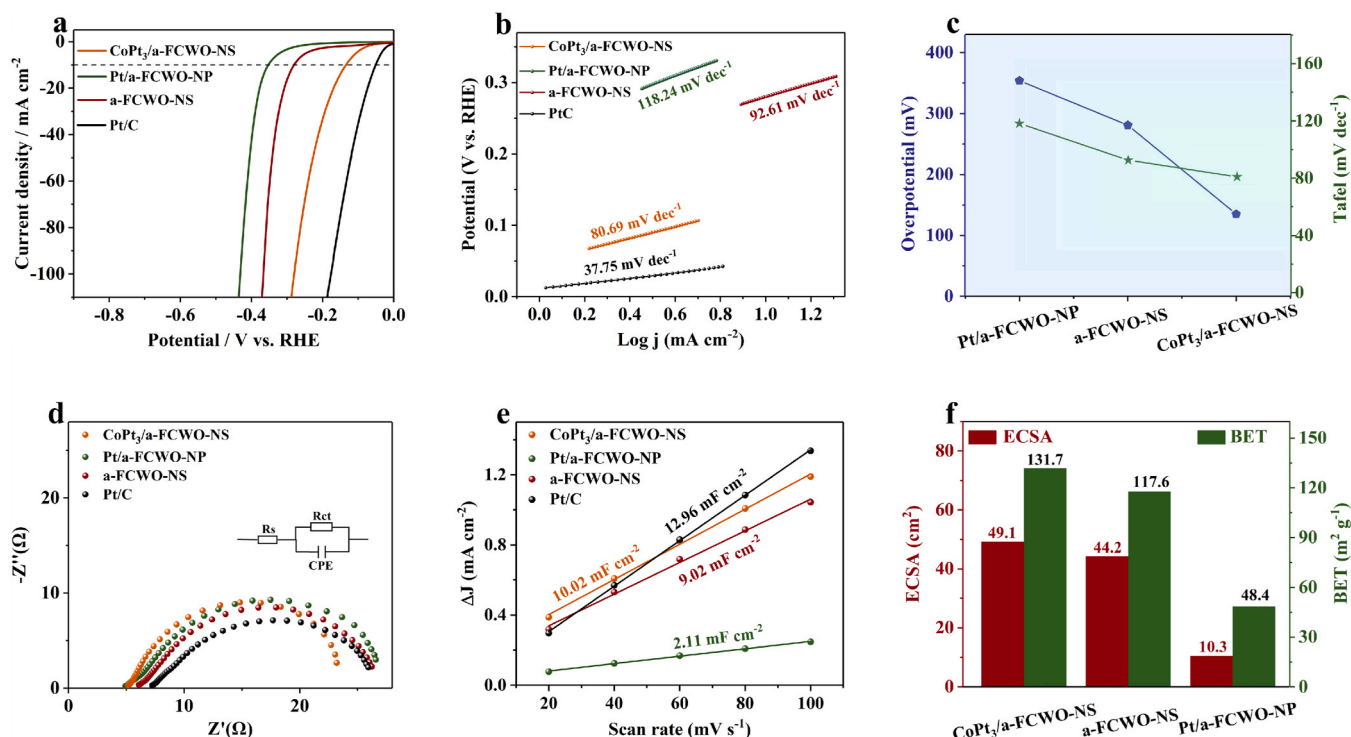 a
CoPt3/a-FCWO-NS
Pt/a-FCWO-NP
a-FCWO-NS
Pt/C
0
-20
-40
-60
-80
-100
Current density / mA cm-2
-0.8
-0.6
-0.4
-0.2
0.0
Potential / V vs. RHE
b
CoPt3/a-FCWO-NS
Pt/a-FCWO-NP
a-FCWO-NS
PtC
118.24 mV dec-1
92.61 mV dec-1
80.69 mV dec-1
37.75 mV dec-1
0.3
0.2
0.1
0.0
Potential (V vs. RHE)
0.0
0.2
0.4
0.6
0.8
1.0
1.2
Log j (mA cm-2)
c
400
300
200
100
0
Overpotential (mV)
160
120
80
40
0
Tafel (mV dec-1)
Pt/a-FCWO-NP
a-FCWO-NS
CoPt3/a-FCWO-NS
d
CoPt3/a-FCWO-NS
Pt/a-FCWO-NP
a-FCWO-NS
Pt/C
Rs
Rct
CPE
20
10
0
-Z''(Ω)
0
10
20
Z'(Ω)
e
CoPt3/a-FCWO-NS
Pt/a-FCWO-NP
a-FCWO-NS
Pt/C
12.96 mF cm-2
10.02 mF cm-2
9.02 mF cm-2
2.11 mF cm-2
1.2
0.8
0.4
0.0
ΔJ (mA cm-2)
20
40
60
80
100
Scan rate (mV s-1)
f
ECSA
BET
49.1
131.7
44.2
117.6
10.3
48.4
80
60
40
20
0
ECSA (cm2)
150
120
90
60
30
0
BET (m2 g-1)
CoPt3/a-FCWO-NS
a-FCWO-NS
Pt/a-FCWO-NP